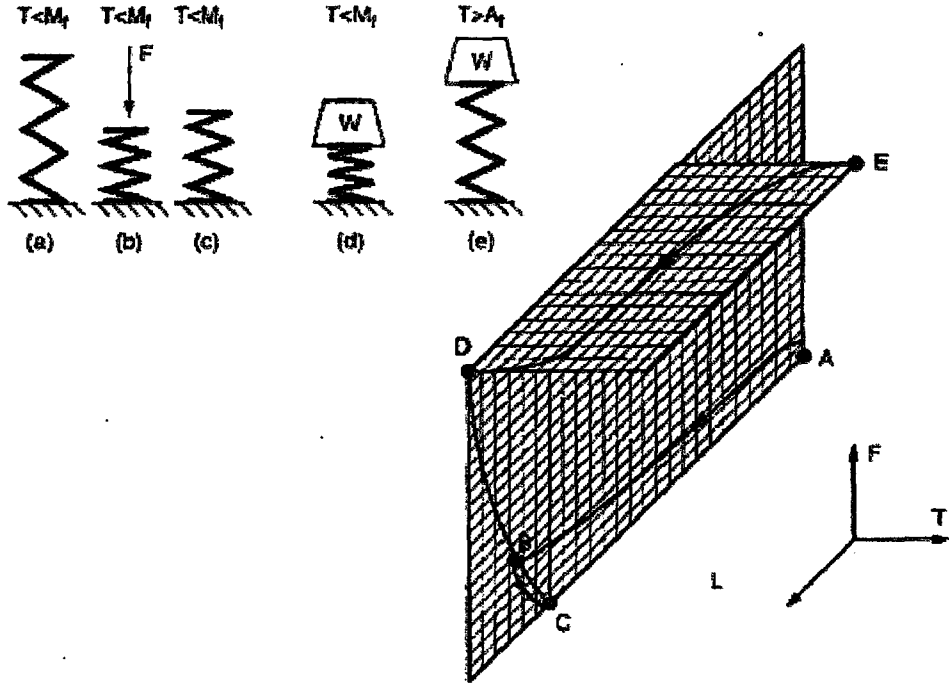 T<Mf T<Mf T<Mf T<Mf T>Af
F
W
W
(a) (b) (c) (d) (e)
E
D
A
F
B
T
L
C